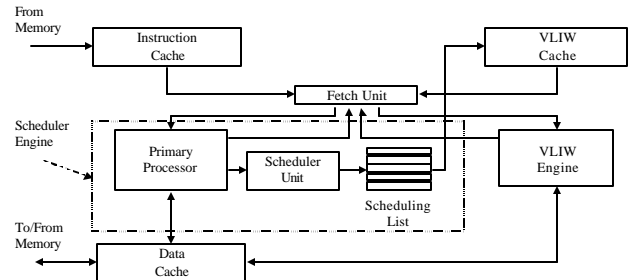 From
Memory
Instruction
Cache
VLIW
Cache
Fetch Unit
Scheduler
Engine
Primary
Processor
Scheduler
Unit
VLIW
Engine
Scheduling
List
To/From
Memory
Data
Cache